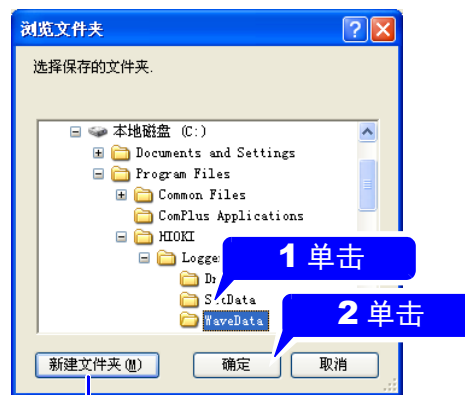 浏览文件夹
选择保存的文件夹.
本地磁盘 (C:)
Documents and Settings
Program Files
Common Files
ComPlus Applications
HIOKI
1 单击
WaveData
2 单击
新建文件夹(M)
确定
取消